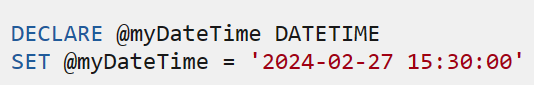 DECLARE @myDateTime DATETIME
SET @myDateTime = '2024-02-27 15:30:00'